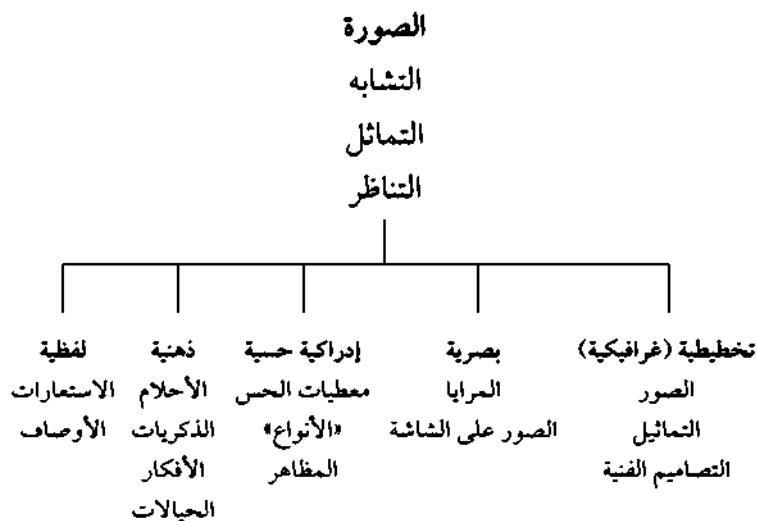 الصورة
التشابه
التماثل
التناظر
تخطيطية (غرافيكية)
الصور
التماثيل
التصاميم الفنية
بصرية
المرايا
الصور على الشاشة
إدراكية حسية
معطيات الحس
«الأنواع»
المظاهر
ذهنية
الأحلام
الذكريات
الأفكار
الخيالات
لفظية
الاستعارات
الأوصاف